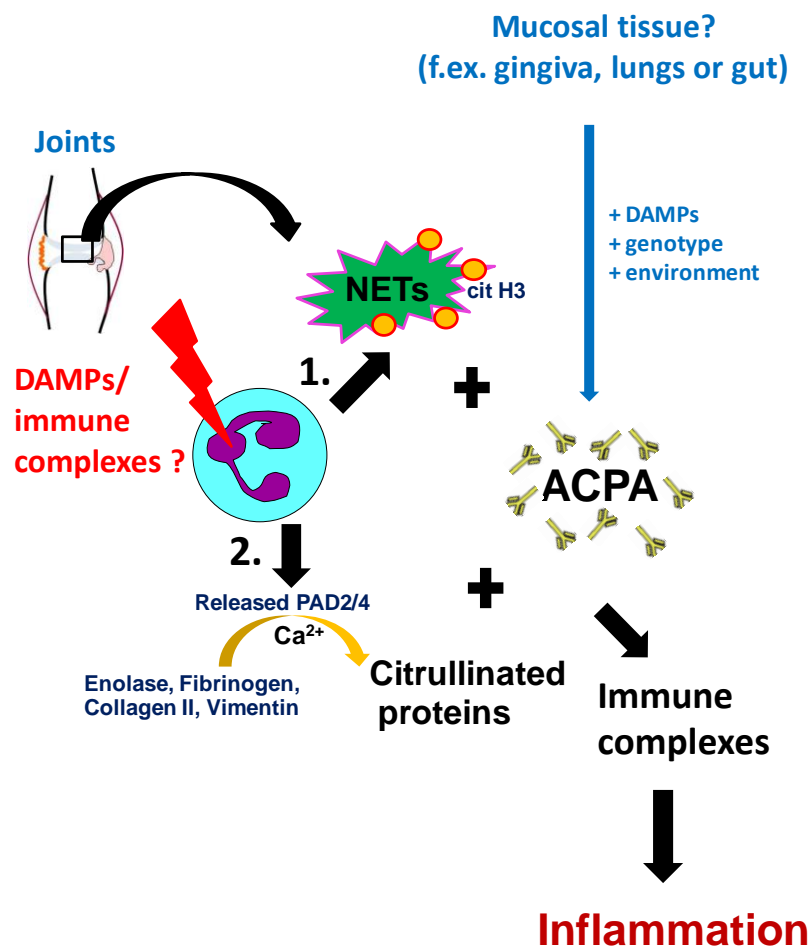 Mucosal tissue?
(f.ex. gingiva, lungs or gut)
Joints
+ DAMPs
+ genotype
+ environment
NETs
cit H3
1.
+
DAMPs/
immune
complexes ?
ACPA
2.
+
Released PAD2/4
Ca²⁺
Enolase, Fibrinogen,
Collagen II, Vimentin
Citrullinated
proteins
Immune
complexes
Inflammation